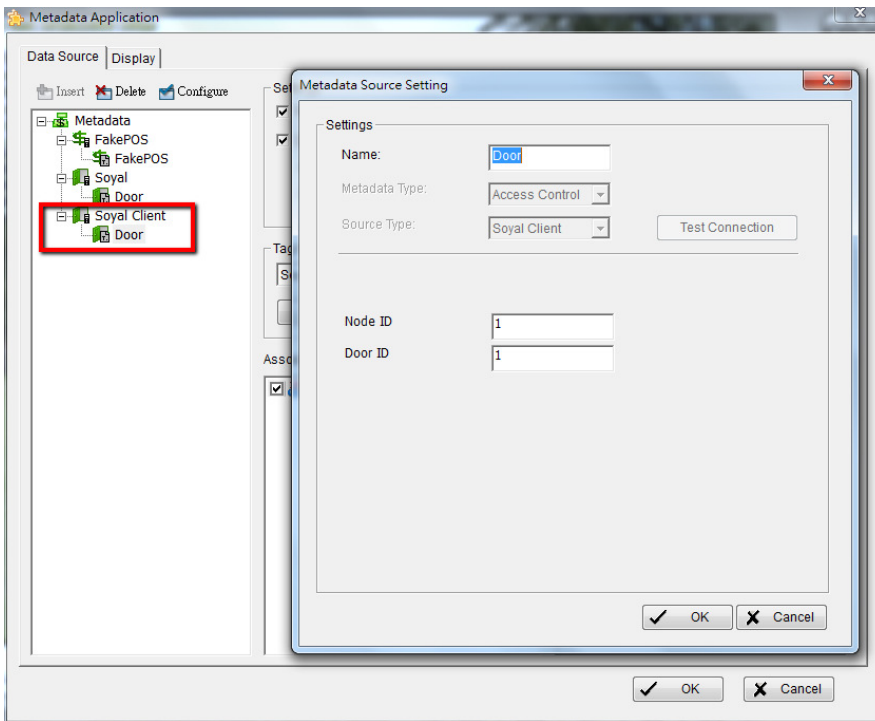 Metadata Application
Data Source Display
Insert Delete Configure
Metadata
FakePOS
FakePOS
Soyal
Door
Soyal Client
Door
Metadata Source Setting
Settings
Name: Door
Metadata Type: Access Control
Source Type: Soyal Client Test Connection
Node ID 1
Door ID 1
OK Cancel
OK Cancel